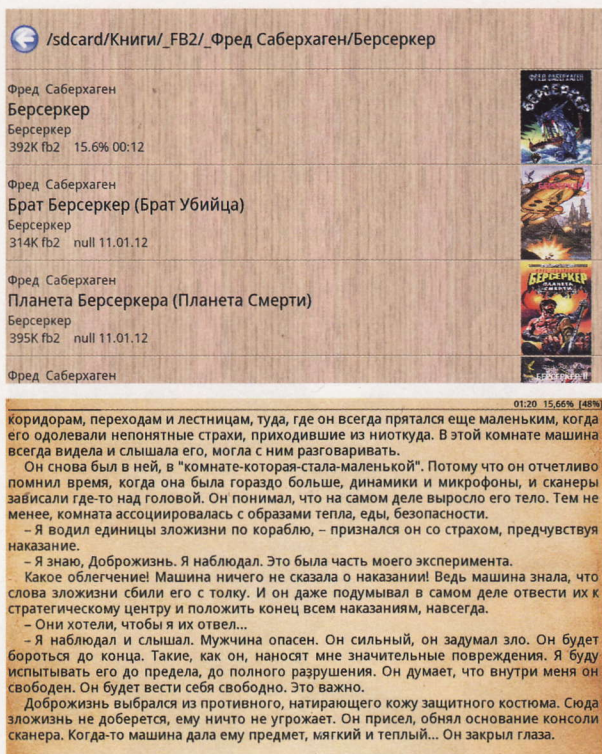 /sdcard/Книги/_FB2/_Фред Саберхаген/Берсеркер
Фред Саберхаген
Берсеркер
Берсеркер
392K fb2 15.6% 00:12
ФРЕД САБЕРХАГЕН
БЕРСЕРКЕР
Фред Саберхаген
Брат Берсеркер (Брат Убийца)
Берсеркер
314K fb2 null 11.01.12
Фред Саберхаген
Планета Берсеркера (Планета Смерти)
Берсеркер
395K fb2 null 11.01.12
БЕРСЕРКЕР
ПЛАНЕТА
СМЕРТИ
Фред Саберхаген
01:20 15,66% [48%]
коридорам, переходам и лестницам, туда, где он всегда прятался еще маленьким, когда
его одолевали непонятные страхи, приходившие из ниоткуда. В этой комнате машина
всегда видела и слышала его, могла с ним разговаривать.
Он снова был в ней, в "комнате-которая-стала-маленькой". Потому что он отчетливо
помнил время, когда она была гораздо больше, динамики и микрофоны, и сканеры
зависали где-то над головой. Он понимал, что на самом деле выросло его тело. Тем не
менее, комната ассоциировалась с образами тепла, еды, безопасности.
– Я водил единицы зложизни по кораблю, – признался он со страхом, предчувствуя
наказание.
– Я знаю, Доброжизнь. Я наблюдал. Это была часть моего эксперимента.
Какое облегчение! Машина ничего не сказала о наказании! Ведь машина знала, что
слова зложизни сбили его с толку. И он даже подумывал в самом деле отвести их к
стратегическому центру и положить конец всем наказаниям, навсегда.
– Они хотели, чтобы я их отвел...
– Я наблюдал и слышал. Мужчина опасен. Он сильный, он задумал зло. Он будет
бороться до конца. Такие, как он, наносят мне значительные повреждения. Я буду
испытывать его до предела, до полного разрушения. Он думает, что внутри меня он
свободен. Он будет вести себя свободно. Это важно.
Доброжизнь выбрался из противного, натирающего кожу защитного костюма. Сюда
зложизнь не доберется, ему ничто не угрожает. Он присел, обнял основание консоли
сканера. Когда-то машина дала ему предмет, мягкий и теплый... Он закрыл глаза.